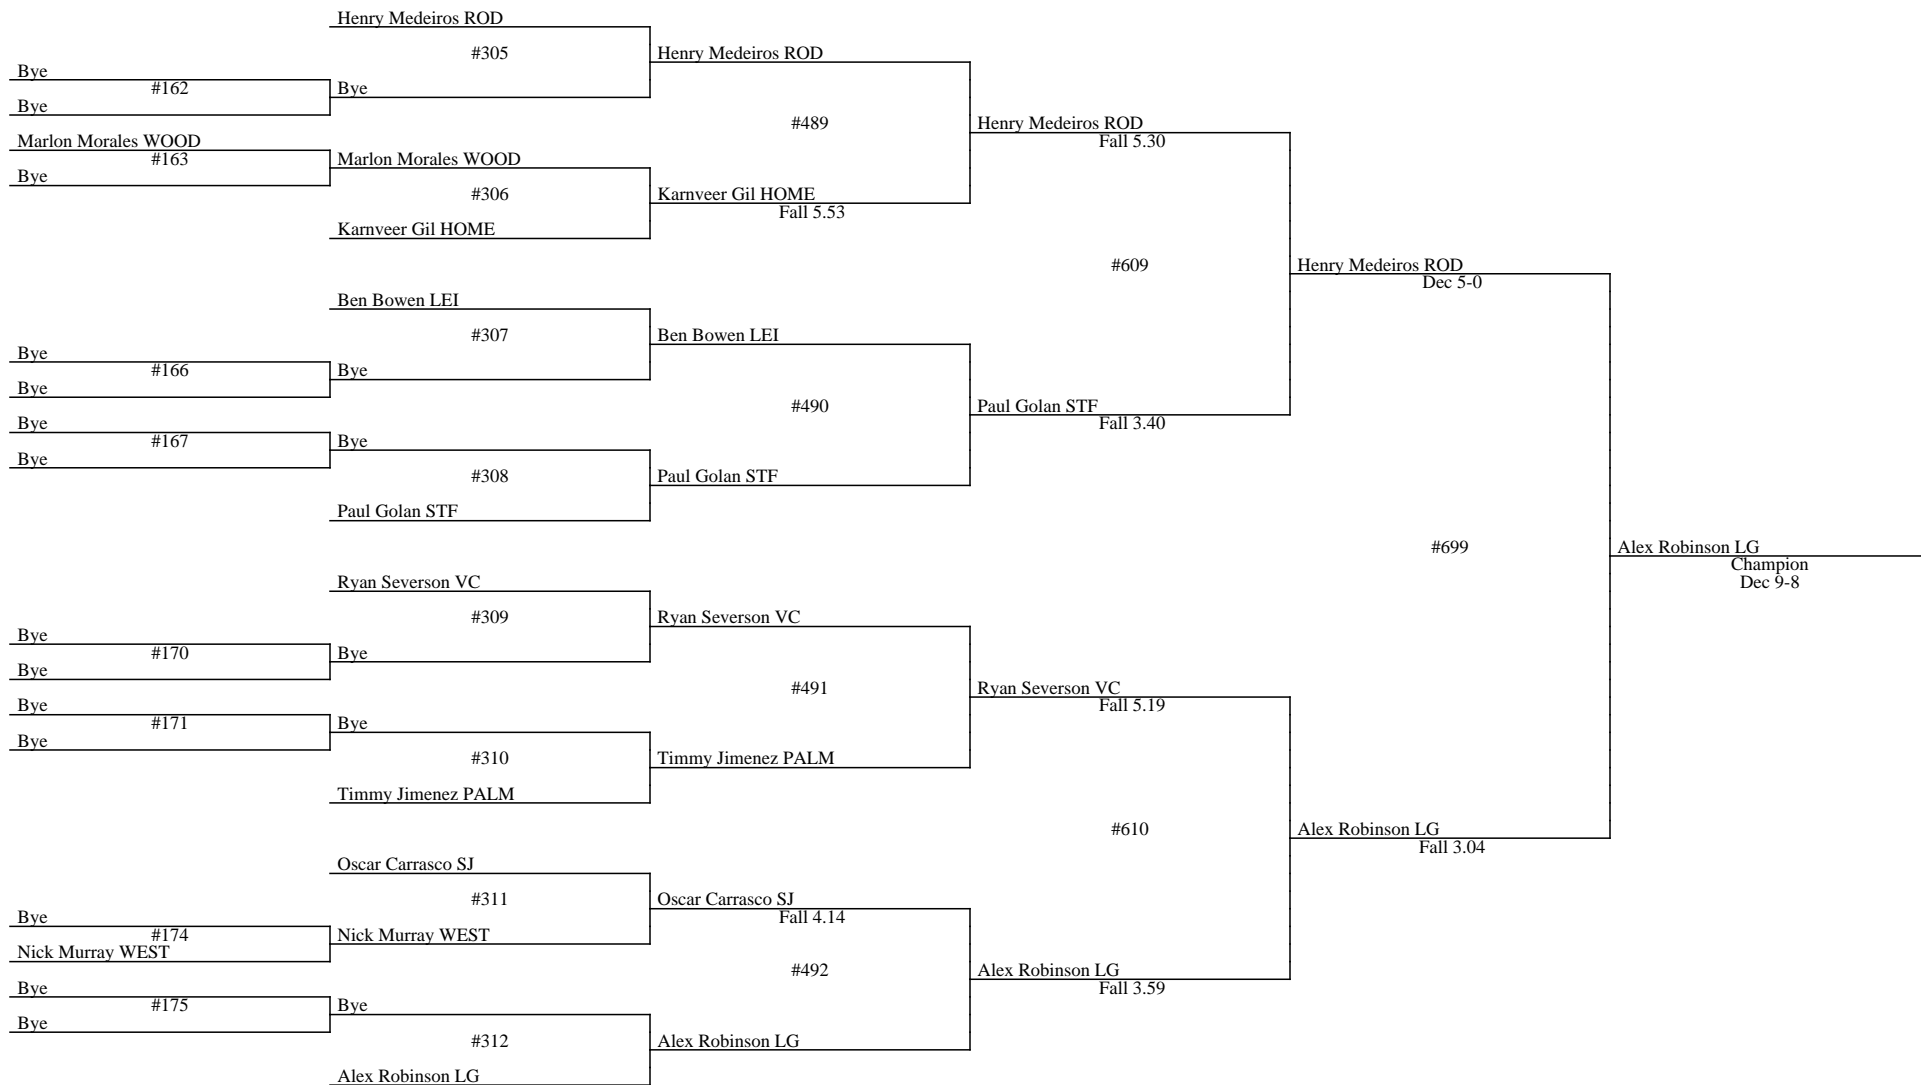 Henry Medeiros ROD
#305
Henry Medeiros ROD
Bye
#162
Bye
Bye
Marlon Morales WOOD
#163
Bye
Marlon Morales WOOD
#306
Karnveer Gil HOME
Karnveer Gil HOME
Fall 5.53
#489
Henry Medeiros ROD
Fall 5.30
Ben Bowen LEI
#307
Ben Bowen LEI
Bye
#166
Bye
Bye
Bye
#167
Bye
Bye
#308
Paul Golan STF
Paul Golan STF
#490
Paul Golan STF
Fall 3.40
#609
Henry Medeiros ROD
Dec 5-0
Ryan Severson VC
#309
Ryan Severson VC
Bye
#170
Bye
Bye
Bye
#171
Bye
Bye
#310
Timmy Jimenez PALM
Timmy Jimenez PALM
#491
Ryan Severson VC
Fall 5.19
Oscar Carrasco SJ
#311
Oscar Carrasco SJ
Fall 4.14
Bye
#174
Nick Murray WEST
Nick Murray WEST
Bye
#175
Bye
Bye
#312
Alex Robinson LG
Alex Robinson LG
#492
Alex Robinson LG
Fall 3.59
#610
Alex Robinson LG
Fall 3.04
#699
Alex Robinson LG
Champion
Dec 9-8